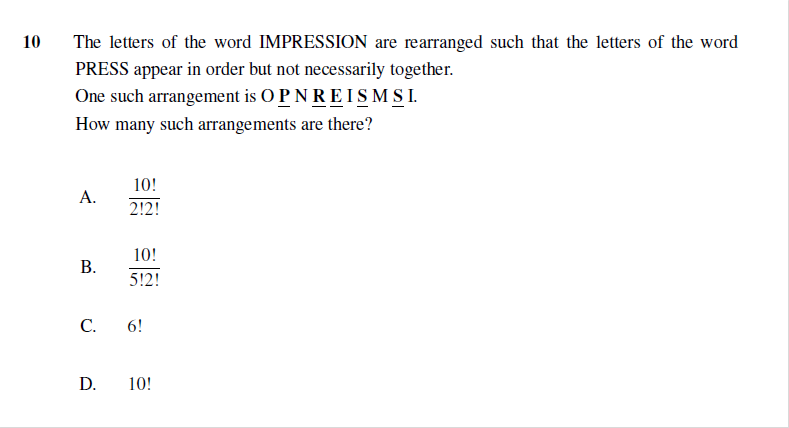 10 The letters of the word IMPRESSION are rearranged such that the letters of the word
PRESS appear in order but not necessarily together.
One such arrangement is O P N R E I S M S I.
How many such arrangements are there?
A. 10!
2!2!
B. 10!
5!2!
C. 6!
D. 10!